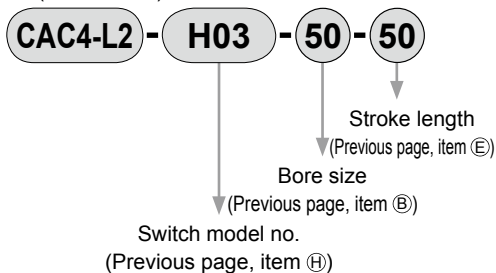 CAC4-L2 - H03 - 50 - 50
Stroke length
(Previous page, item Ⓔ)
Bore size
(Previous page, item Ⓑ)
Switch model no.
(Previous page, item Ⓗ)